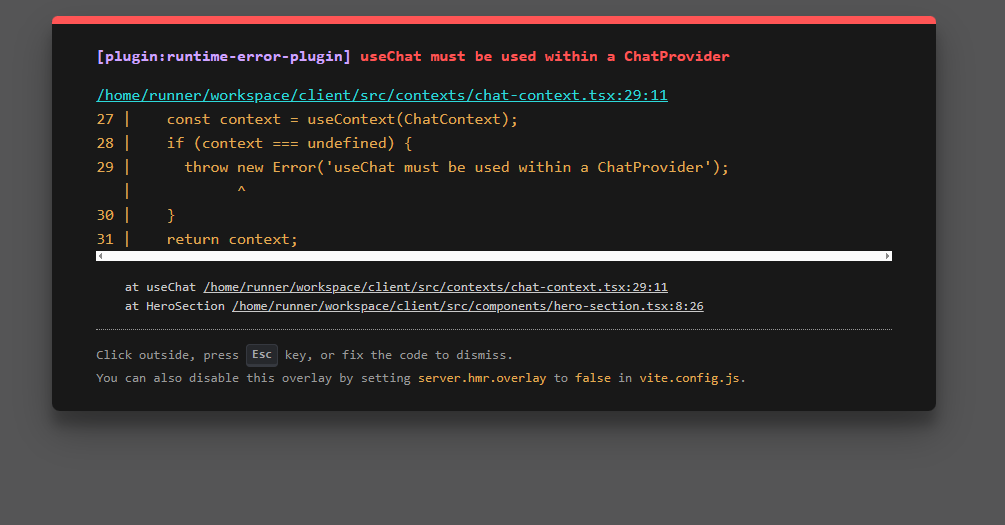 [plugin:runtime-error-plugin] useChat must be used within a ChatProvider
/home/runner/workspace/client/src/contexts/chat-context.tsx:29:11
27 |    const context = useContext(ChatContext);
28 |    if (context === undefined) {
29 |      throw new Error('useChat must be used within a ChatProvider');
   |            ^
30 |    }
31 |    return context;
at useChat /home/runner/workspace/client/src/contexts/chat-context.tsx:29:11
at HeroSection /home/runner/workspace/client/src/components/hero-section.tsx:8:26
Click outside, press Esc key, or fix the code to dismiss.
You can also disable this overlay by setting server.hmr.overlay to false in vite.config.js.